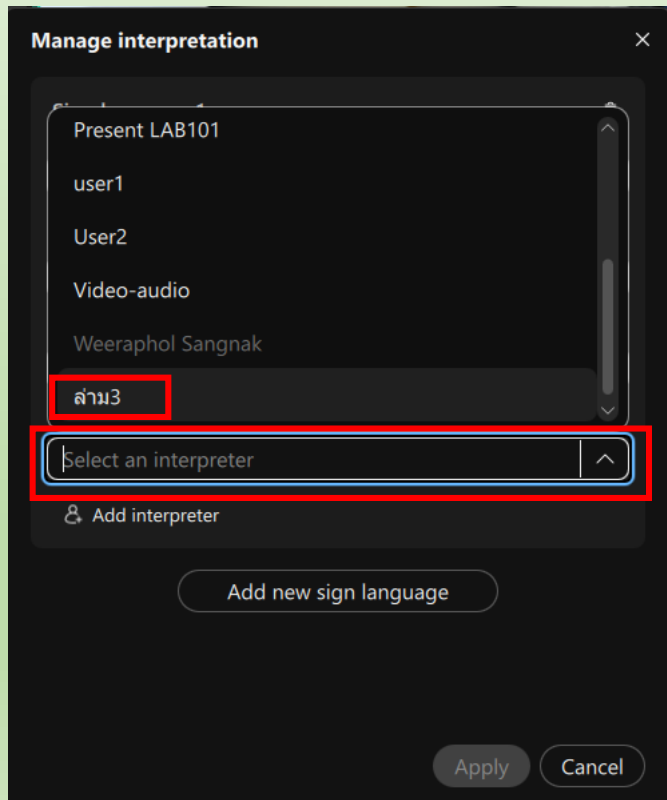 Manage interpretation
Present LAB101
user1
User2
Video-audio
Weeraphol Sangnak
ล่าม3
Select an interpreter
Add interpreter
Add new sign language
Apply
Cancel